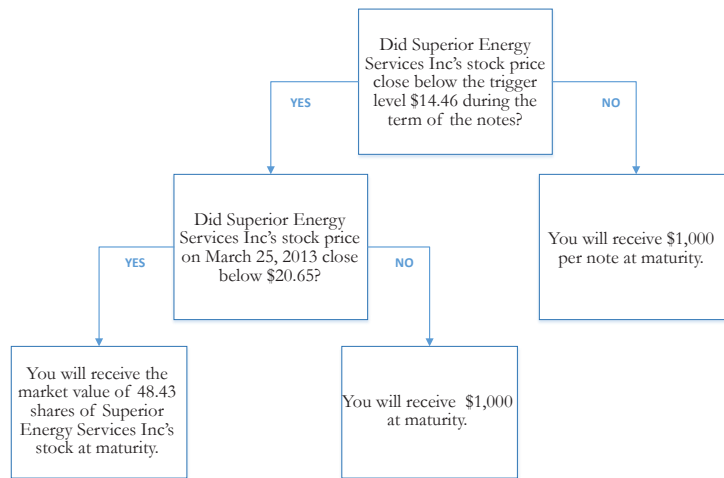 Did Superior Energy
Services Inc's stock price
close below the trigger
level $14.46 during the
term of the notes?
YES
NO
Did Superior Energy
Services Inc's stock price
on March 25, 2013 close
below $20.65?
You will receive $1,000
per note at maturity.
YES
NO
You will receive the
market value of 48.43
shares of Superior
Energy Services Inc's
stock at maturity.
You will receive $1,000
at maturity.